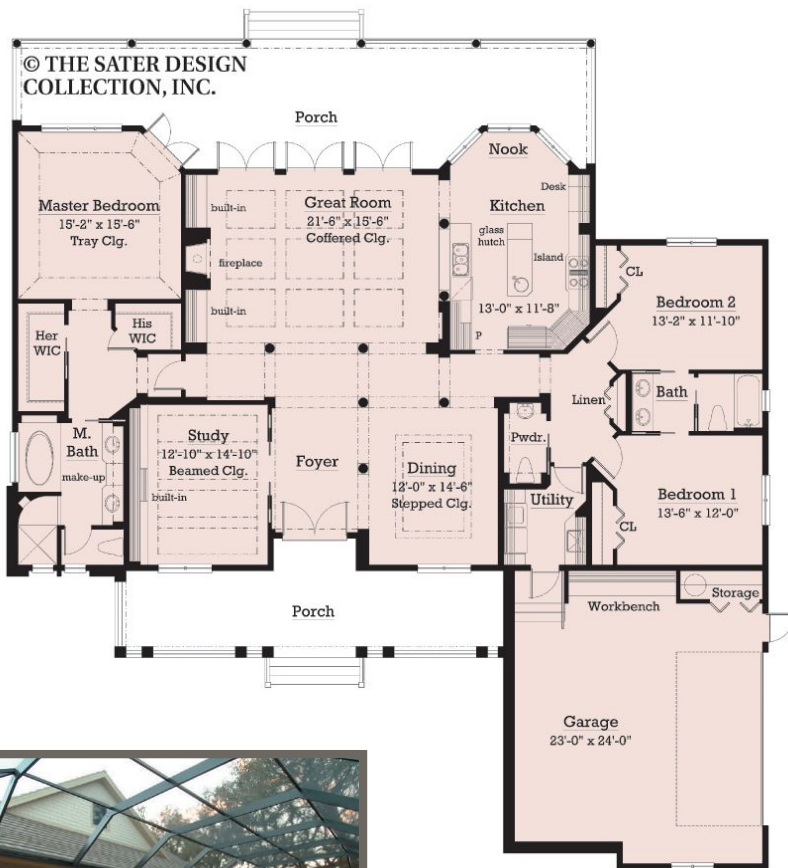 © THE SATER DESIGN
COLLECTION, INC.
Porch
Nook
Desk
Master Bedroom
15'-2" x 15'-6"
Tray Clg.
built-in
Great Room
21'-6" x 15'-6"
Coffered Clg.
Kitchen
glass
hutch
Island
fireplace
13'-0" x 11'-8"
CL
Bedroom 2
13'-2" x 11'-10"
Her
WIC
His
WIC
built-in
P
Linen
Bath
M.
Bath
make-up
Study
12'-10" x 14'-10"
Beamed Clg.
built-in
Foyer
Dining
12'-0" x 14'-6"
Stepped Clg.
Pwdr.
Utility
Bedroom 1
13'-6" x 12'-0"
CL
Porch
Workbench
Storage
Garage
23'-0" x 24'-0"